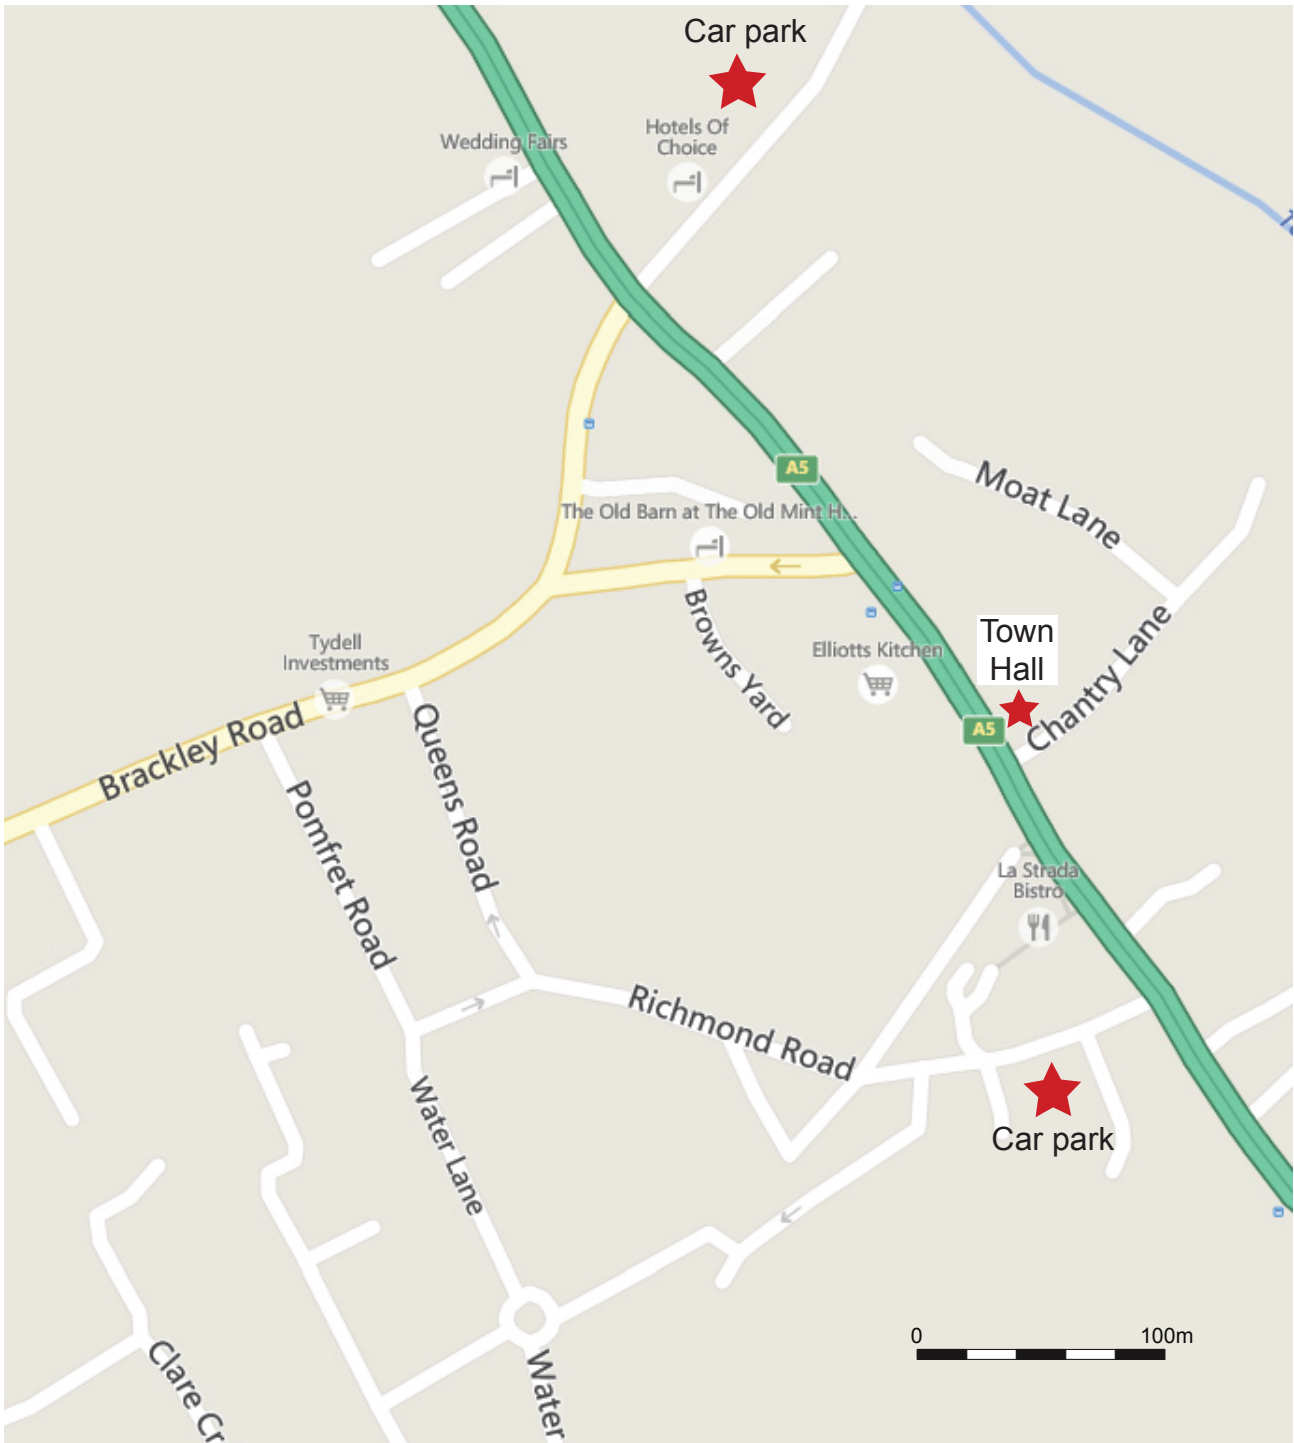 Car park
Wedding Fairs
Hotels Of
Choice
A5
Moat Lane
The Old Barn at The Old Mint H...
Browns Yard
Town
Hall
Elliotts Kitchen
Tydell
Investments
Chantry Lane
A5
Brackley Road
Queens Road
Pomfret Road
La Strada
Bistro
Richmond Road
Water Lane
Car park
0 100m
Clare Cr
Water